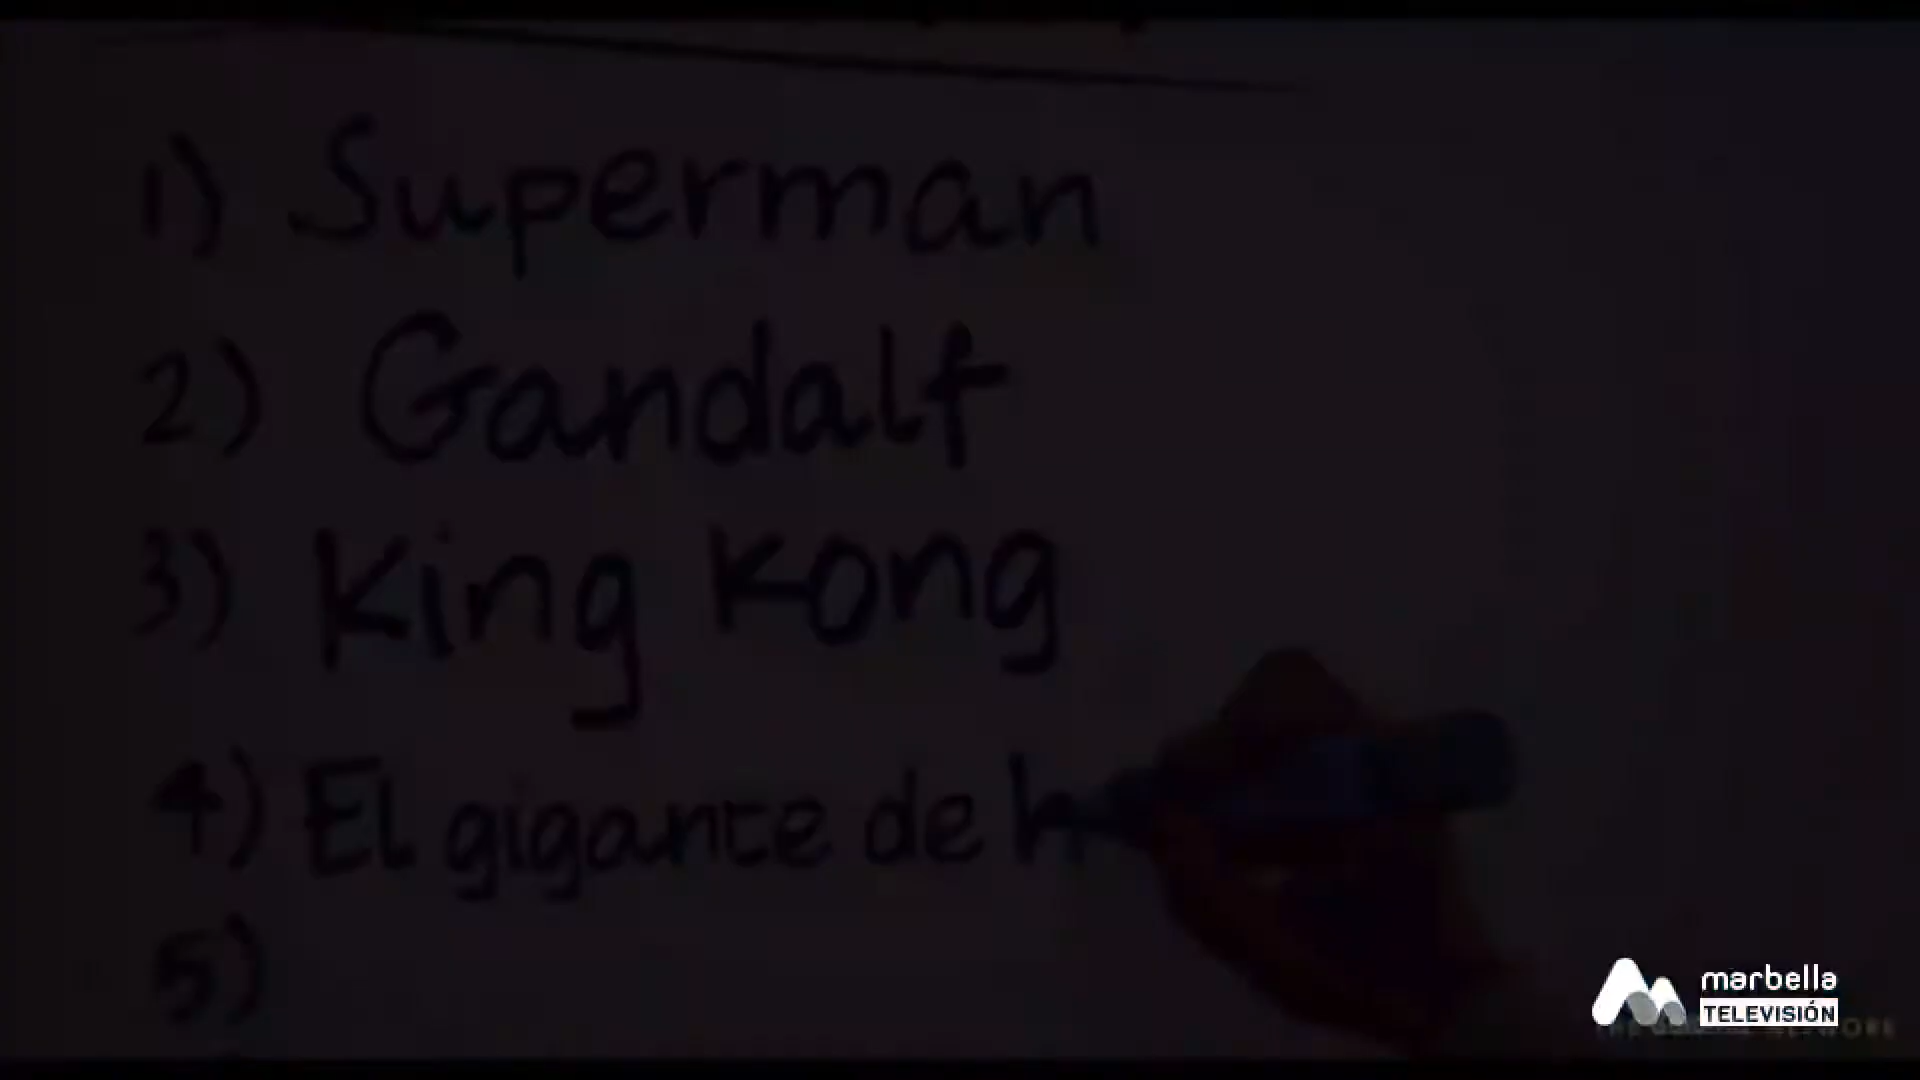 1) Superman
2) Gandalf
3) King Kong
4) El gigante de h
5)
marbella
TELEVISIÓN